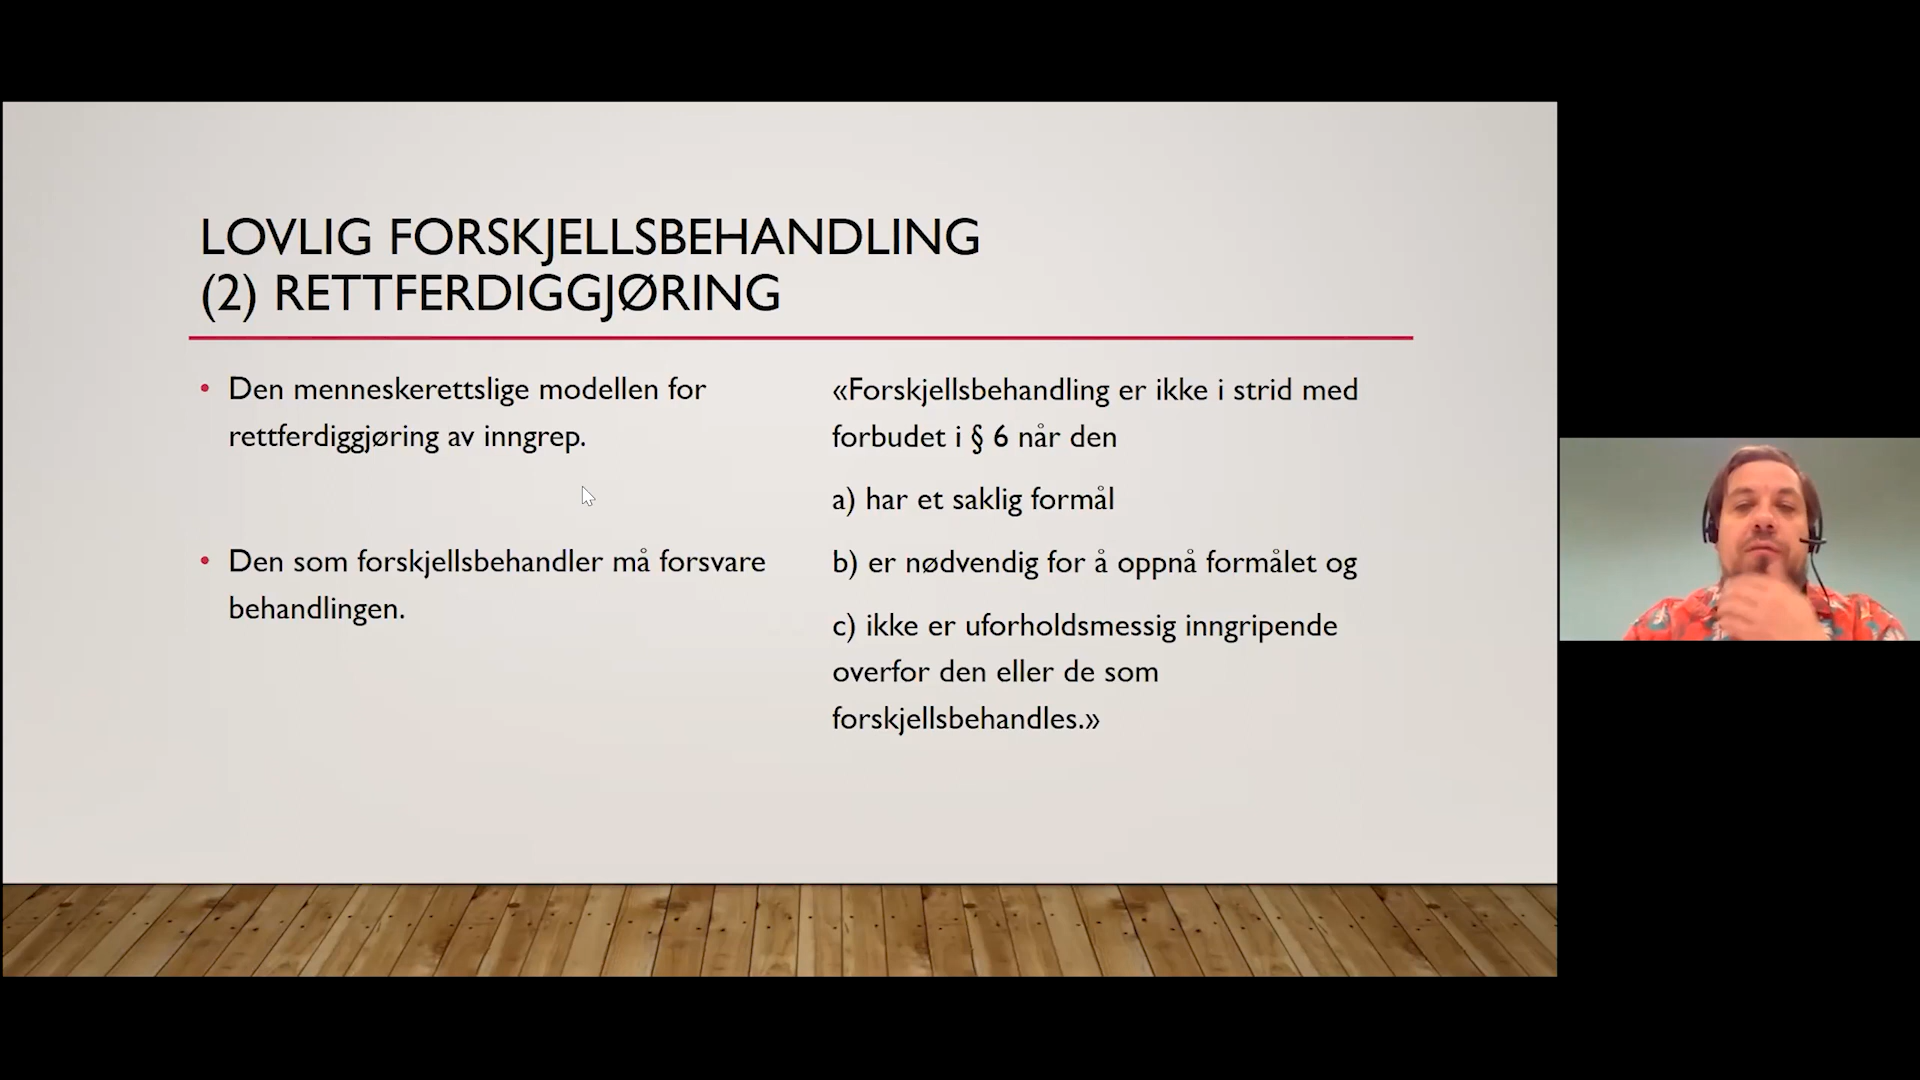 LOVLIG FORSKJELLSBEHANDLING
(2) RETTFERDIGGJØRING
• Den menneskerettslige modellen for
rettferdiggjøring av inngrep.
• Den som forskjellsbehandler må forsvare
behandlingen.
«Forskjellsbehandling er ikke i strid med
forbudet i § 6 når den
a) har et saklig formål
b) er nødvendig for å oppnå formålet og
c) ikke er uforholdsmessig inngripende
overfor den eller de som
forskjellsbehandles.»